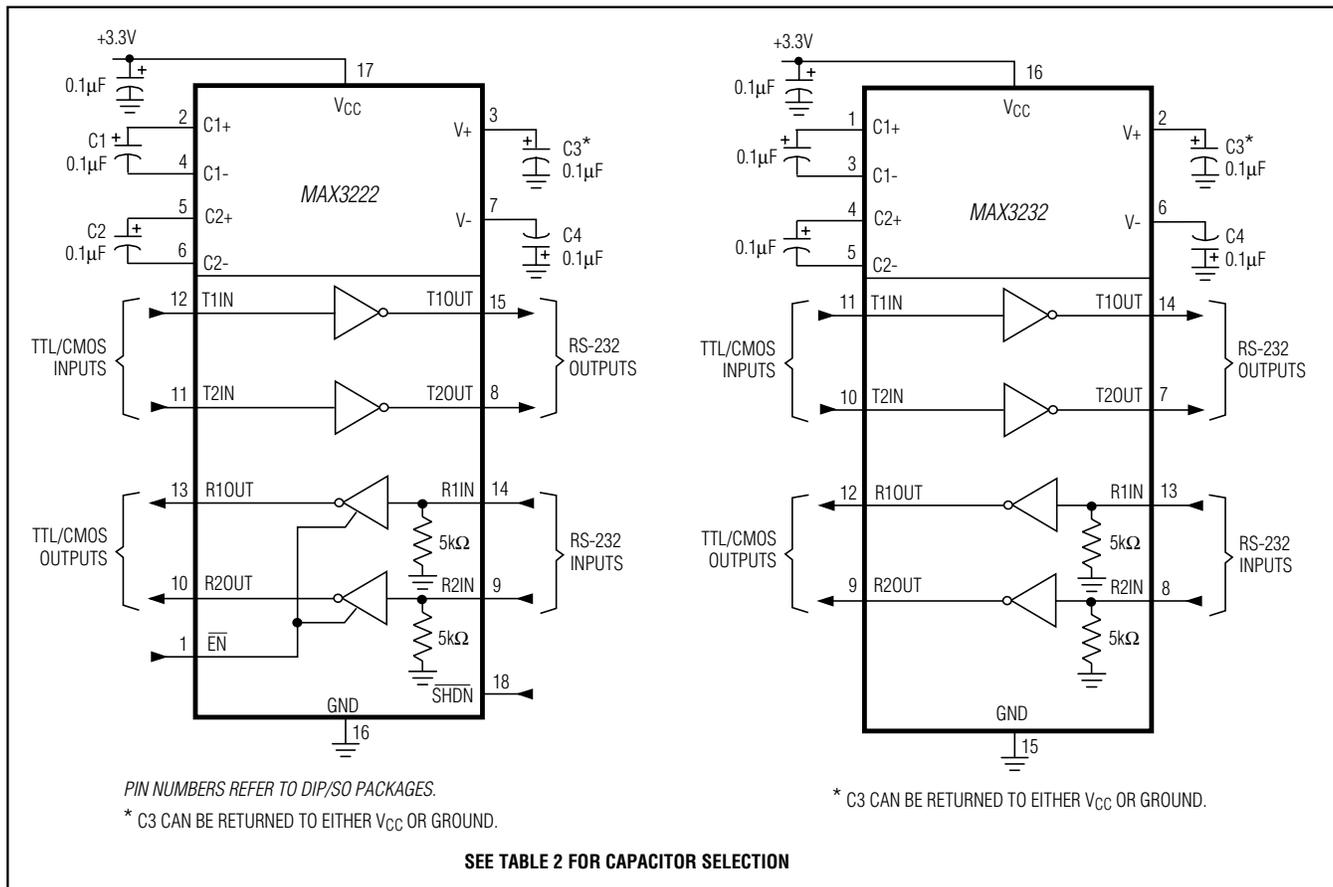 +3.3V
0.1µF
+
17
VCC
2
C1+
C1
+
0.1µF
4
C1-
5
C2+
C2
+
0.1µF
6
C2-
MAX3222
3
V+
+
C3*
0.1µF
7
V-
C4
+
0.1µF
12
T1IN
T1OUT
15
TTL/CMOS
INPUTS
RS-232
OUTPUTS
11
T2IN
T2OUT
8
13
R1OUT
R1IN
14
5kΩ
TTL/CMOS
OUTPUTS
RS-232
INPUTS
10
R2OUT
R2IN
9
5kΩ
1
EN
SHDN
18
GND
16
PIN NUMBERS REFER TO DIP/SO PACKAGES.
* C3 CAN BE RETURNED TO EITHER VCC OR GROUND.
+3.3V
0.1µF
+
16
VCC
1
C1+
+
0.1µF
3
C1-
4
C2+
+
0.1µF
5
C2-
MAX3232
2
V+
+
C3*
0.1µF
6
V-
C4
+
0.1µF
11
T1IN
T1OUT
14
TTL/CMOS
INPUTS
RS-232
OUTPUTS
10
T2IN
T2OUT
7
12
R1OUT
R1IN
13
5kΩ
TTL/CMOS
OUTPUTS
RS-232
INPUTS
9
R2OUT
R2IN
8
5kΩ
GND
15
* C3 CAN BE RETURNED TO EITHER VCC OR GROUND.
SEE TABLE 2 FOR CAPACITOR SELECTION